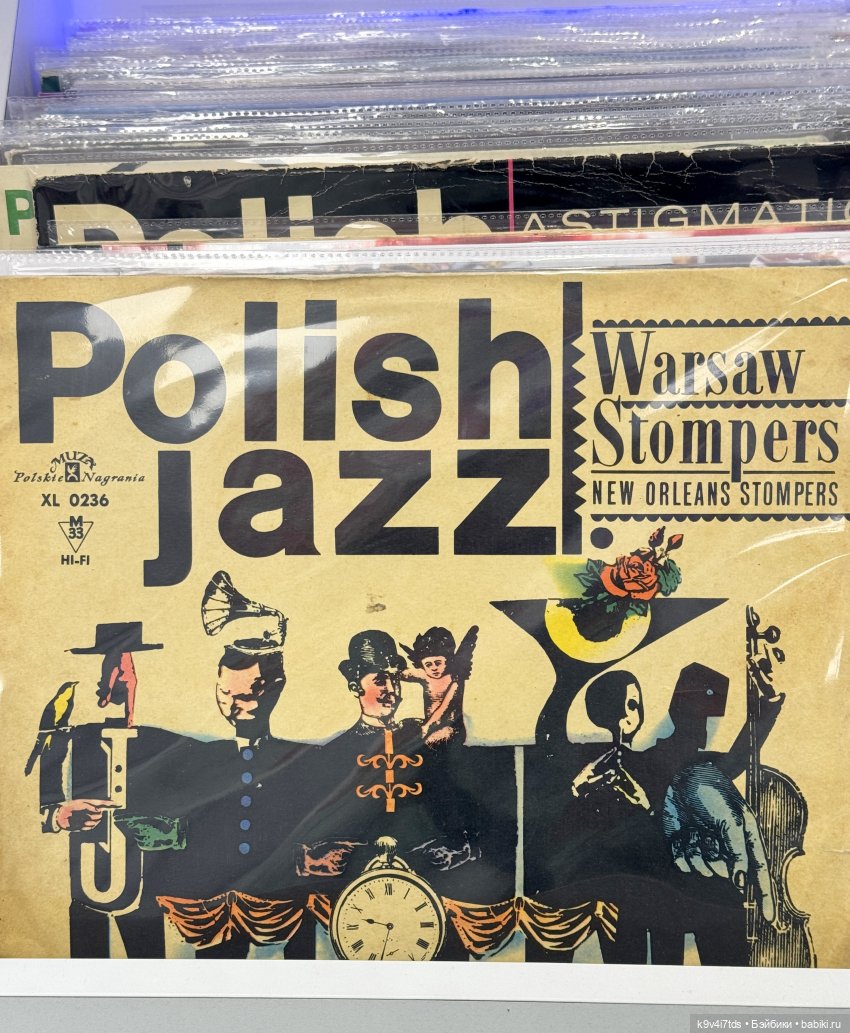 P
Polish ASTIGMATIC
Polish
jazz
Warsaw
Stompers
NEW ORLEANS STOMPERS
MUZA
Polskie Nagrania
XL 0236
M
33
HI-FI
k9v4i7tds • Бэйбики • babiki.ru